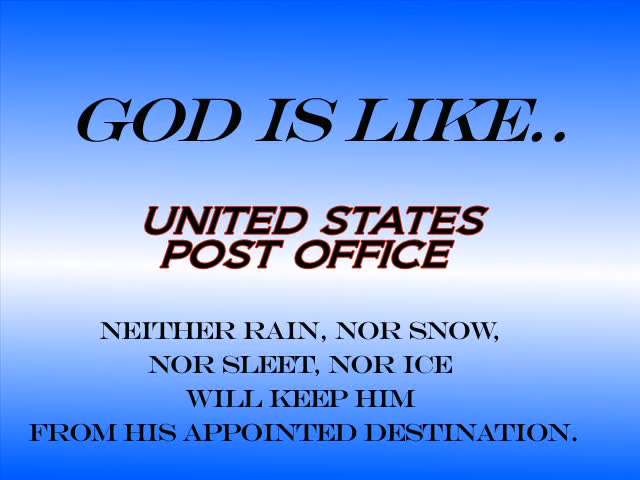 GOD IS LIKE..
UNITED STATES
POST OFFICE
NEITHER RAIN, NOR SNOW,
NOR SLEET, NOR ICE
WILL KEEP HIM
FROM HIS APPOINTED DESTINATION.